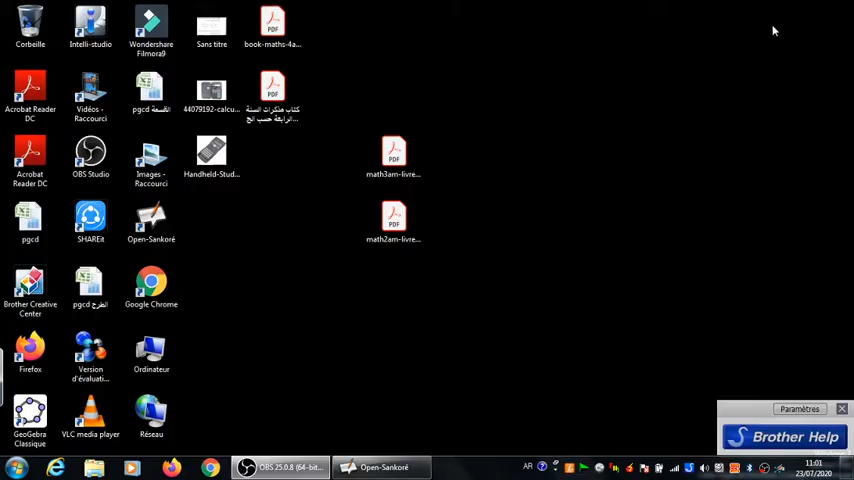 Corbeille
Intelli-studio
Wondershare
Filmora9
Sans titre
book-maths-4a...
Acrobat Reader
DC
Vidéos -
Raccourci
pgcd القسمة
44079192-calcu...
كتاب مذكرات السنة
الرابعة حسب الج...
Acrobat
Reader DC
OBS Studio
Images -
Raccourci
Handheld-Stud...
math3am-livre...
pgcd
SHAREit
Open-Sankoré
math2am-livre...
Brother Creative
Center
pgcd الطرح
Google Chrome
Firefox
Version
d'évaluati...
Ordinateur
GeoGebra
Classique
VLC media player
Réseau
Paramètres
Brother Help
OBS 25.0.8 (64-bit...
Open-Sankoré
AR
11:01
23/07/2020